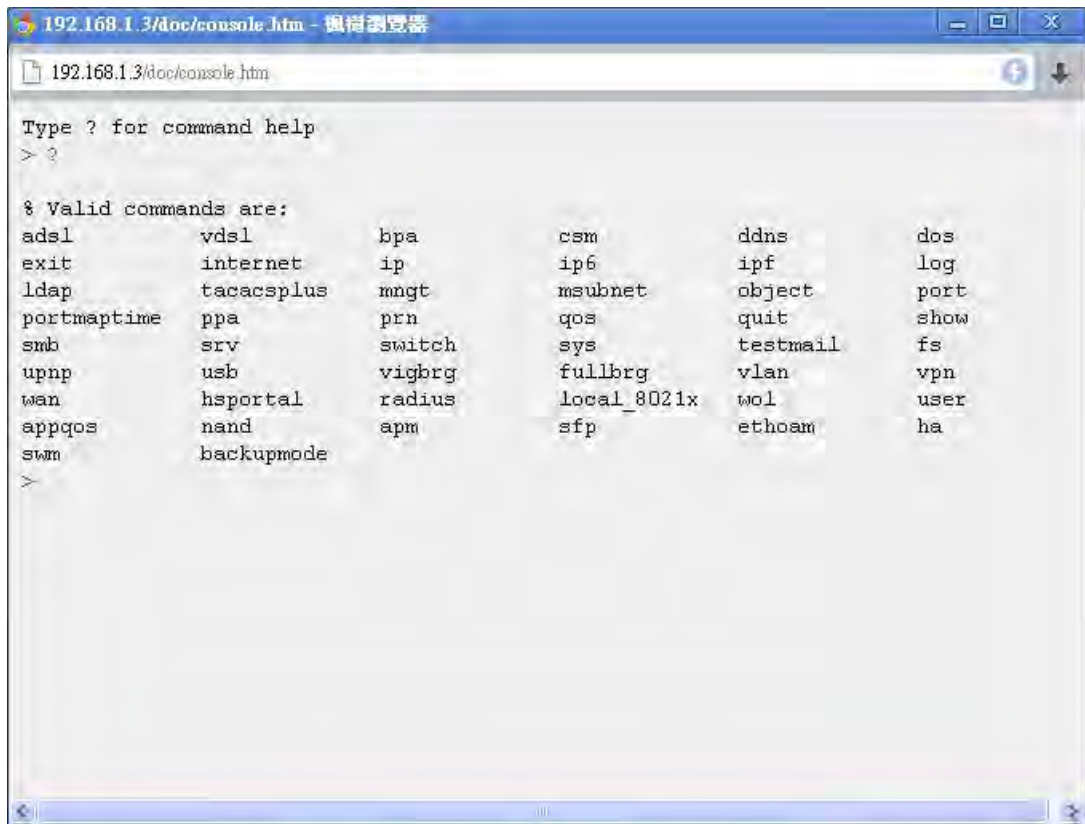 192.168.1.3/doc/console.htm - 楓樹瀏覽器
192.168.1.3/doc/console.htm
Type ? for command help
> ?
% Valid commands are:
adsl vdsl bpa csm ddns dos
exit internet ip ip6 ipf log
ldap tacacsplus mngt msubnet object port
portmaptime ppa prn qos quit show
smb srv switch sys testmail fs
upnp usb vigbrg fullbrg vlan vpn
wan hsportal radius local_8021x wol user
appqos nand apm sfp ethoam ha
swm backupmode
>